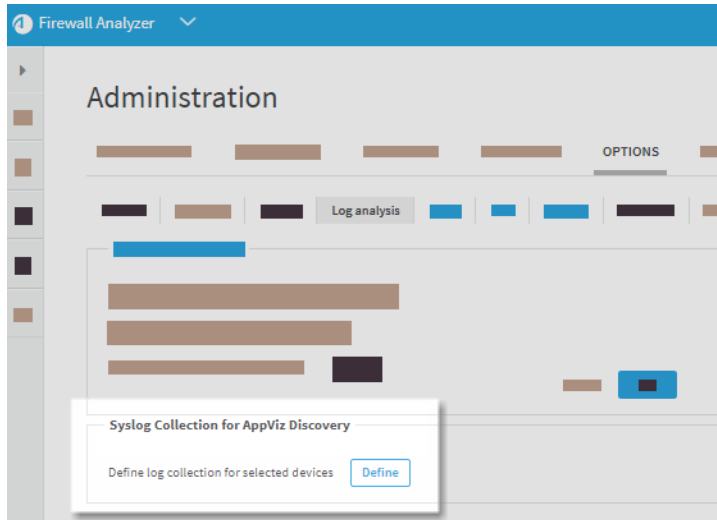 Firewall Analyzer
Administration
OPTIONS
Log analysis
Syslog Collection for AppViz Discovery
Define log collection for selected devices Define